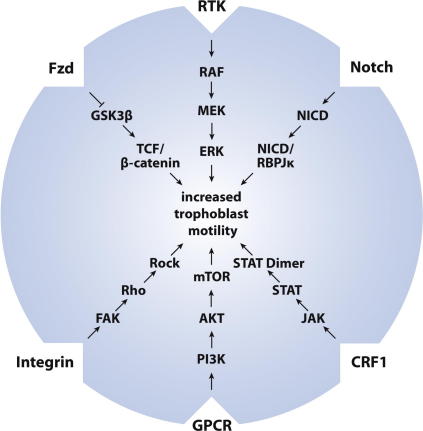 RTK
Fzd
Notch
RAF
GSK3β
MEK
NICD
TCF/
β-catenin
ERK
NICD/
RBPJκ
increased
trophoblast
motility
Rock
mTOR
STAT Dimer
Rho
STAT
FAK
AKT
JAK
Integrin
PI3K
CRF1
GPCR